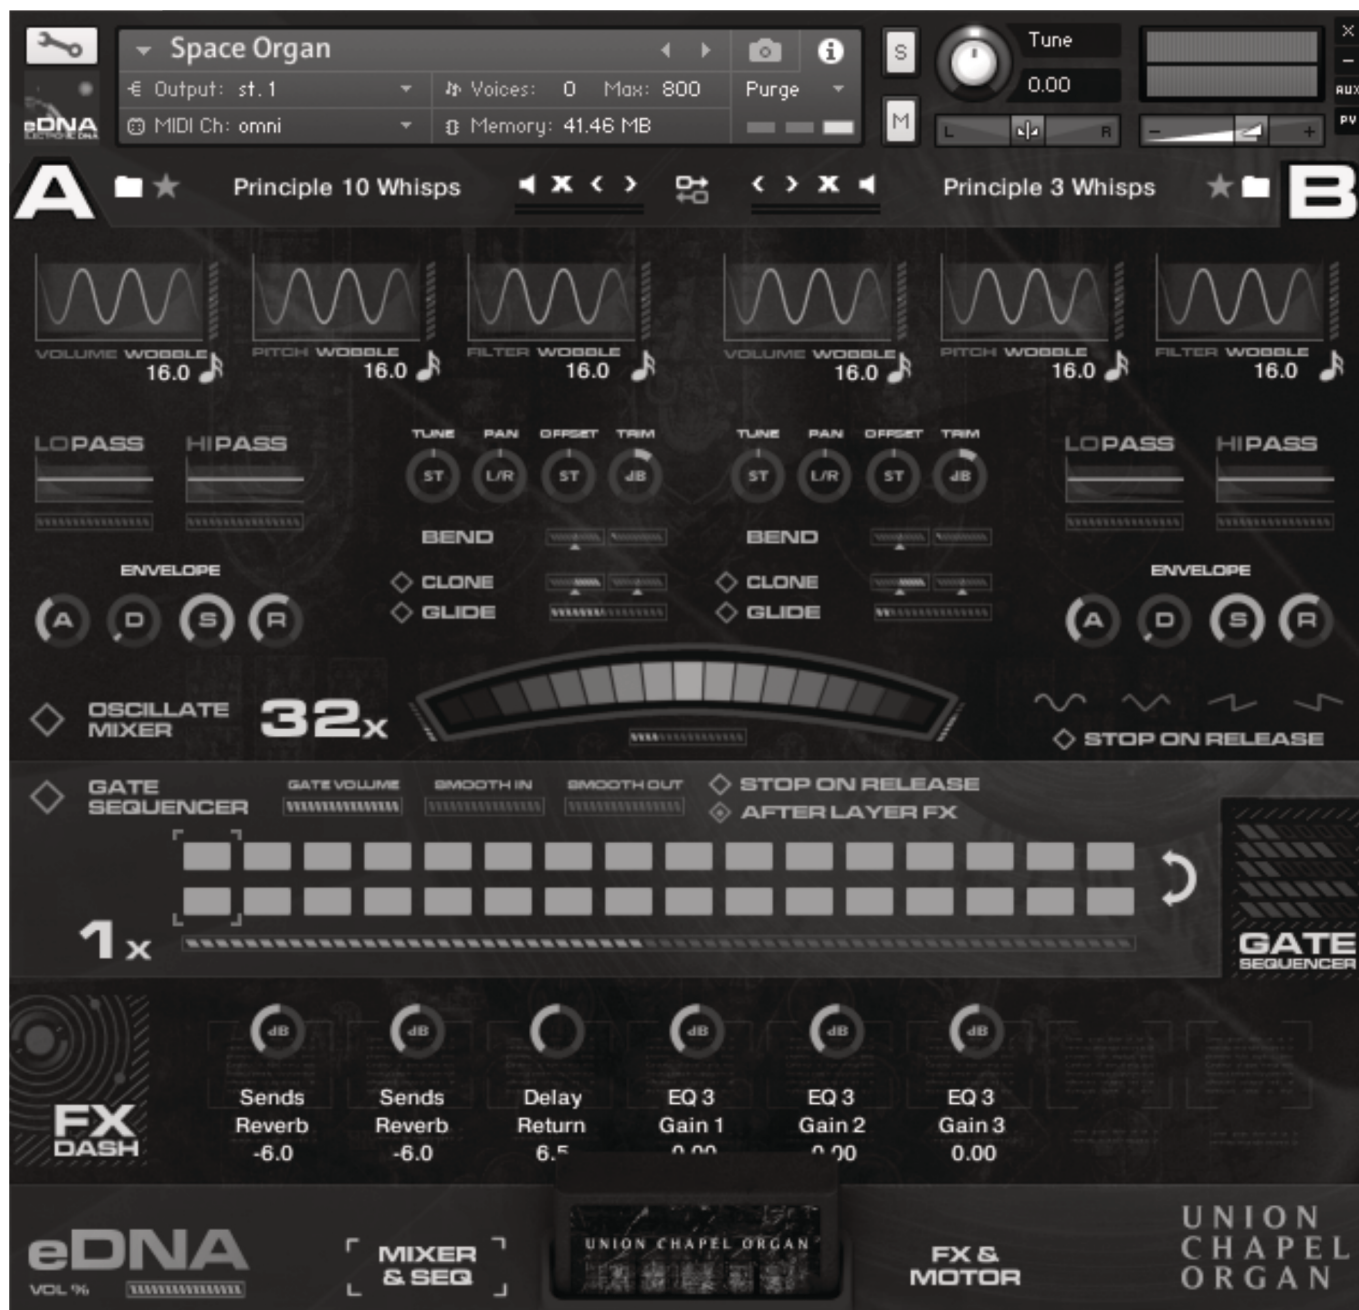 Space Organ
Output: st.1
Voices: 0 Max: 800
Purge
MIDI Ch: omni
Memory: 41.46 MB
eDNA
S
M
Tune
0.00
L
R
-
+
X
-
AUX
PV
A
Principle 10 Whisps
X < >
< > X
Principle 3 Whisps
B
VOLUME WOBBLE
16.0
PITCH WOBBLE
16.0
FILTER WOBBLE
16.0
VOLUME WOBBLE
16.0
PITCH WOBBLE
16.0
FILTER WOBBLE
16.0
LOPASS
HIPASS
TUNE PAN OFFSET TRIM
ST L/R ST dB
TUNE PAN OFFSET TRIM
ST L/R ST dB
LOPASS
HIPASS
BEND
BEND
ENVELOPE
CLONE
CLONE
ENVELOPE
A D S R
GLIDE
GLIDE
A D S R
OSCILLATE
MIXER
32x
STOP ON RELEASE
GATE
SEQUENCER
GATE VOLUME
SMOOTH IN
SMOOTH OUT
STOP ON RELEASE
AFTER LAYER FX
1x
GATE
SEQUENCER
FX
DASH
dB
Sends
Reverb
-6.0
dB
Sends
Reverb
-6.0
Delay
Return
6.5
dB
EQ 3
Gain 1
0.00
dB
EQ 3
Gain 2
0.00
dB
EQ 3
Gain 3
0.00
eDNA
VOL %
MIXER
& SEQ
UNION CHAPEL ORGAN
FX &
MOTOR
UNION
CHAPEL
ORGAN